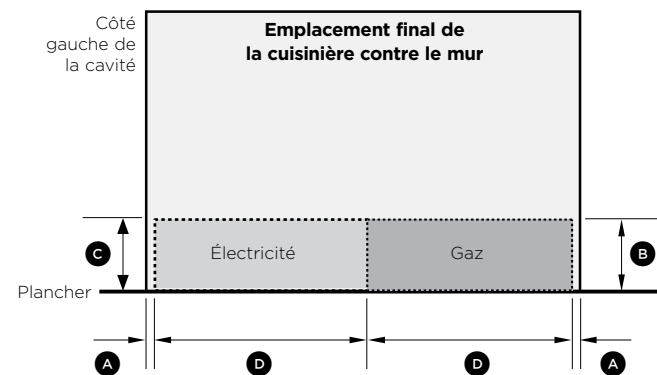 Côté
gauche de
la cavité
Emplacement final de
la cuisinière contre le mur
C
Électricité
Gaz
B
Plancher
A
D
D
A